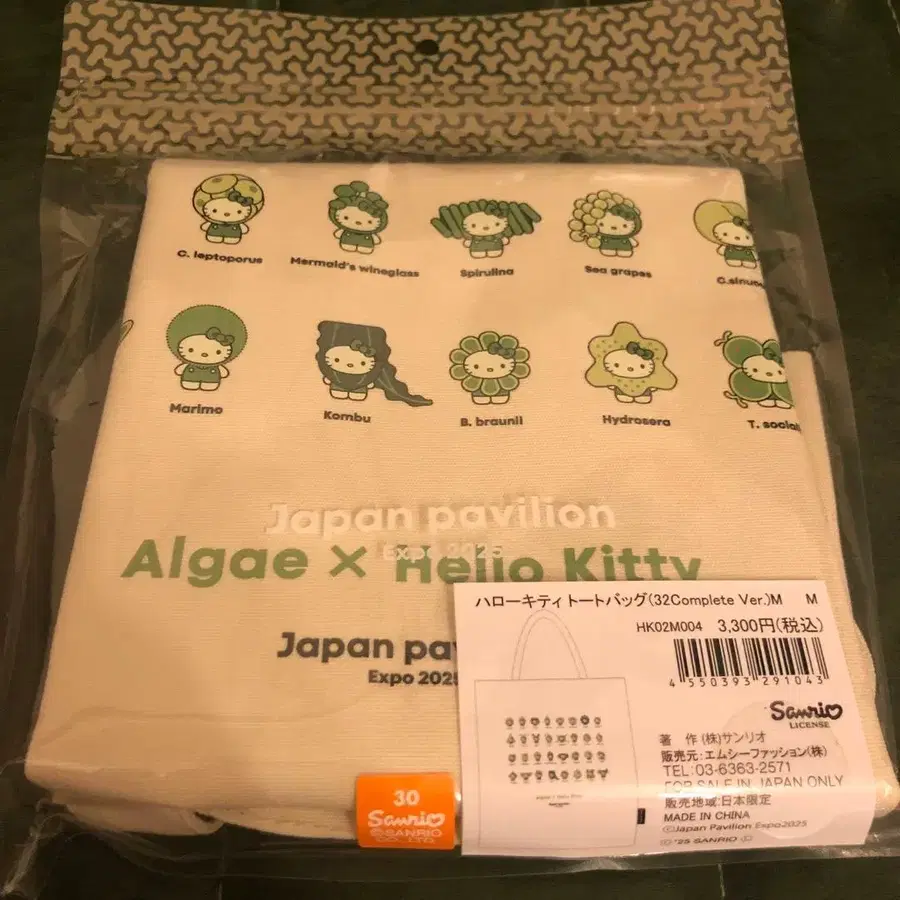 C. leptoporus
Mermaid's wineglass
Spirulina
Sea grapes
C.sinuo
Marimo
Kombu
B. braunii
Hydrosera
T. social
Japan pavilion
Expo 2025
Algae × Hello Kitty
Japan pav
Expo 2025
ハローキティトートバッグ(32Complete Ver.)M M
HK02M004 3,300円(税込)
4 550393 291043
Sanrio
LICENSE
著 作 (株)サンリオ
販売元:エムシーファッション(株)
TEL:03-6363-2571
FOR SALE IN JAPAN ONLY
販売地域:日本限定
MADE IN CHINA
©Japan Pavilion Expo2025
©'25 SANRIO
30
Sanrio
©SANRIO
CO., LTD.